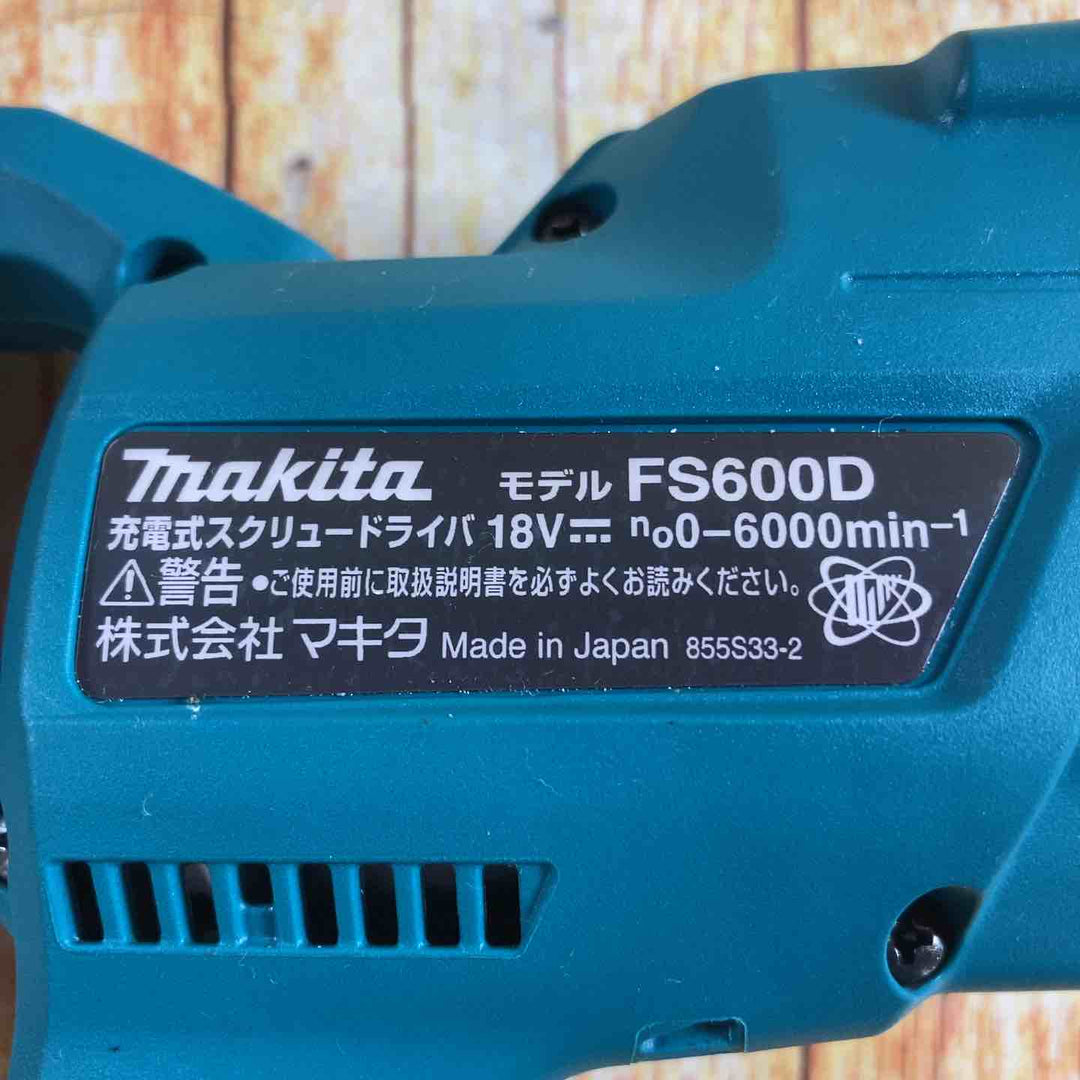 makita モデル FS600D
充電式スクリュードライバ 18V⎓ n₀0-6000min⁻¹
⚠警告 ●ご使用前に取扱説明書を必ずよくお読みください。
株式会社マキタ Made in Japan 855S33-2